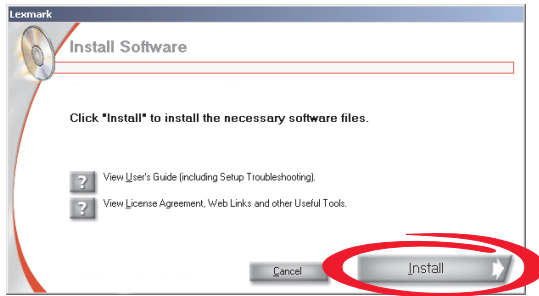 Lexmark
Install Software
Click "Install" to install the necessary software files.
? View User's Guide (including Setup Troubleshooting).
? View License Agreement, Web Links and other Useful Tools.
Cancel Install